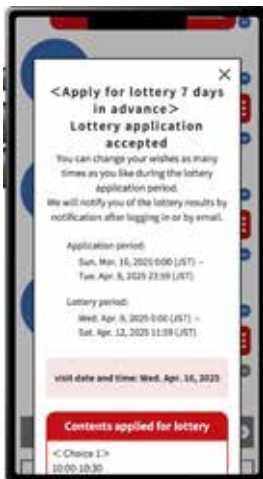 <Apply for lottery 7 days
in advance>
Lottery application
accepted
You can change your wishes as many
times as you like during the lottery
application period.
We will notify you of the lottery results by
notification after logging in or by email.
Application period:
Sun, Mar. 16, 2025 0:00 (JST) ~
Tue, Apr. 8, 2025 23:59 (JST)
Lottery period:
Wed, Apr. 9, 2025 0:00 (JST) ~
Sat, Apr. 12, 2025 11:59 (JST)
visit date and time: Wed, Apr. 16, 2025
Contents applied for lottery
< Choice 1>
10:00-10:30